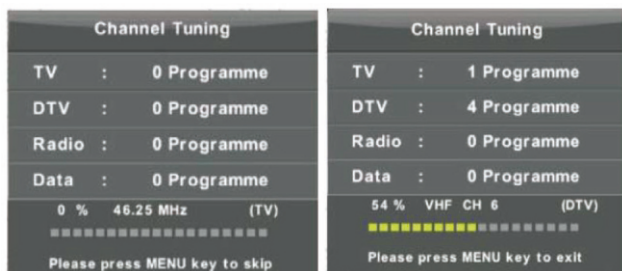 Channel Tuning
TV : 0 Programme
DTV : 0 Programme
Radio : 0 Programme
Data : 0 Programme
0 % 46.25 MHz (TV)
Please press MENU key to skip
Channel Tuning
TV : 1 Programme
DTV : 4 Programme
Radio : 0 Programme
Data : 0 Programme
54 % VHF CH 6 (DTV)
Please press MENU key to exit